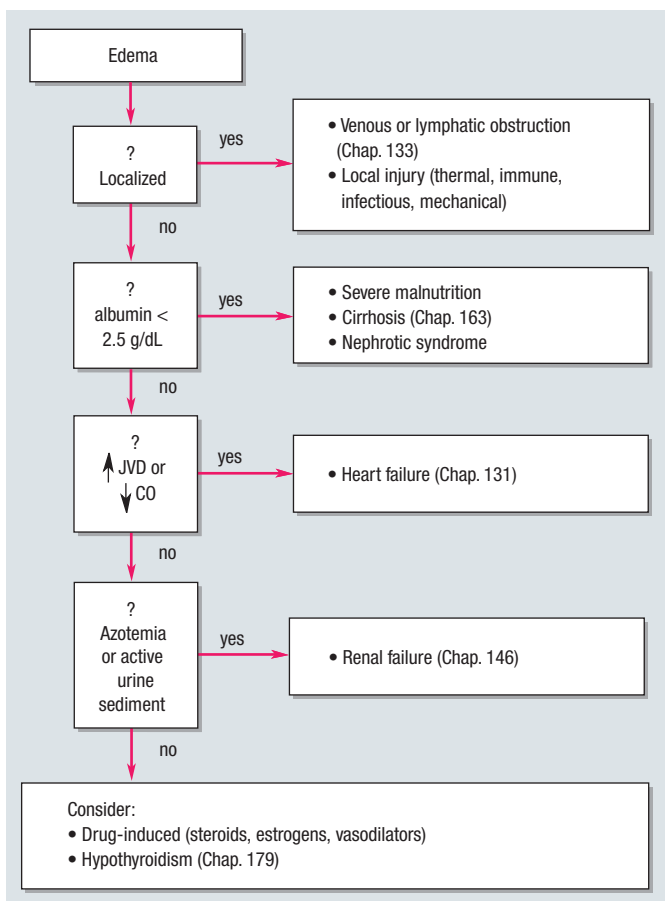 Edema
?
Localized
yes
• Venous or lymphatic obstruction
(Chap. 133)
• Local injury (thermal, immune,
infectious, mechanical)
no
?
albumin <
2.5 g/dL
yes
• Severe malnutrition
• Cirrhosis (Chap. 163)
• Nephrotic syndrome
no
?
↑ JVD or
↓ CO
yes
• Heart failure (Chap. 131)
no
?
Azotemia
or active
urine
sediment
yes
• Renal failure (Chap. 146)
no
Consider:
• Drug-induced (steroids, estrogens, vasodilators)
• Hypothyroidism (Chap. 179)